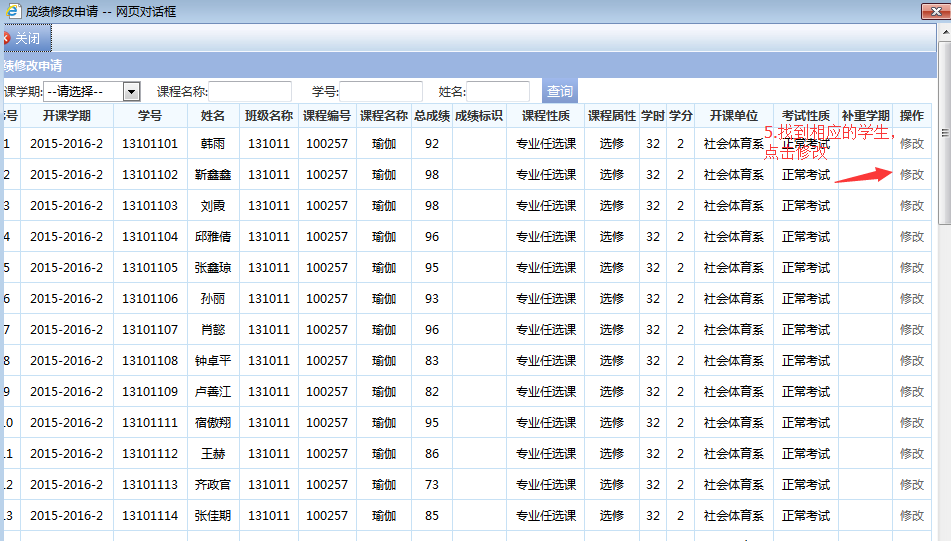 成绩修改申请 -- 网页对话框
关闭
绩修改申请
课学期: --请选择-- 课程名称: 学号: 姓名: 查询
号 开课学期 学号 姓名 班级名称 课程编号 课程名称 总成绩 成绩标识 课程性质 课程属性 学时 学分 开课单位 考试性质 补重学期 操作
1 2015-2016-2 13101101 韩雨 131011 100257 瑜伽 92 专业任选课 选修 32 2 社会体育系 正常考试 修改
5.找到相应的学生,
点击修改
2 2015-2016-2 13101102 靳鑫鑫 131011 100257 瑜伽 98 专业任选课 选修 32 2 社会体育系 正常考试 修改
3 2015-2016-2 13101103 刘霞 131011 100257 瑜伽 98 专业任选课 选修 32 2 社会体育系 正常考试 修改
4 2015-2016-2 13101104 邱雅倩 131011 100257 瑜伽 96 专业任选课 选修 32 2 社会体育系 正常考试 修改
5 2015-2016-2 13101105 张鑫琼 131011 100257 瑜伽 95 专业任选课 选修 32 2 社会体育系 正常考试 修改
6 2015-2016-2 13101106 孙丽 131011 100257 瑜伽 93 专业任选课 选修 32 2 社会体育系 正常考试 修改
7 2015-2016-2 13101107 肖懿 131011 100257 瑜伽 96 专业任选课 选修 32 2 社会体育系 正常考试 修改
8 2015-2016-2 13101108 钟卓平 131011 100257 瑜伽 83 专业任选课 选修 32 2 社会体育系 正常考试 修改
9 2015-2016-2 13101109 卢善江 131011 100257 瑜伽 82 专业任选课 选修 32 2 社会体育系 正常考试 修改
10 2015-2016-2 13101111 宿傲翔 131011 100257 瑜伽 95 专业任选课 选修 32 2 社会体育系 正常考试 修改
11 2015-2016-2 13101112 王赫 131011 100257 瑜伽 86 专业任选课 选修 32 2 社会体育系 正常考试 修改
12 2015-2016-2 13101113 齐政官 131011 100257 瑜伽 73 专业任选课 选修 32 2 社会体育系 正常考试 修改
13 2015-2016-2 13101114 张佳期 131011 100257 瑜伽 85 专业任选课 选修 32 2 社会体育系 正常考试 修改